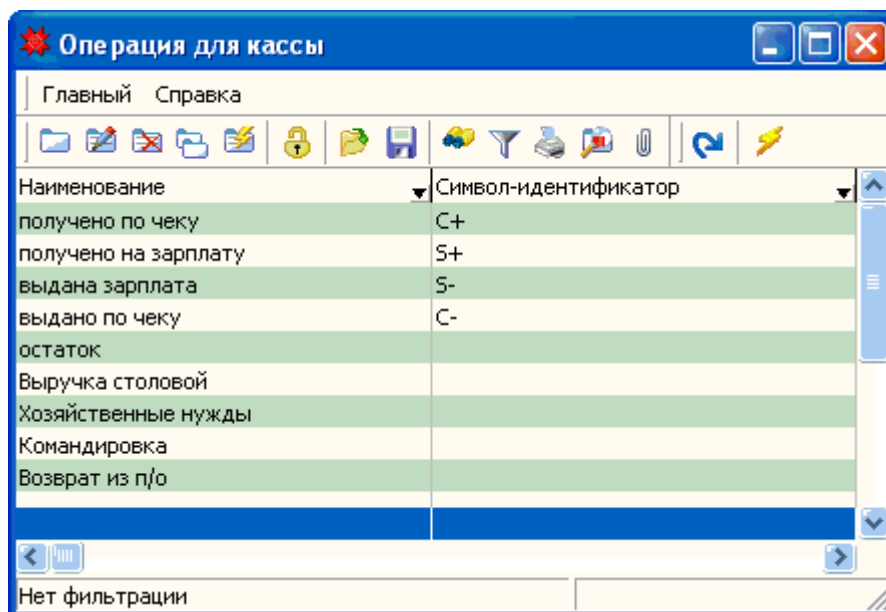 Операция для кассы
Главный Справка
Наименование Символ-идентификатор
получено по чеку C+
получено на зарплату S+
выдана зарплата S-
выдано по чеку C-
остаток
Выручка столовой
Хозяйственные нужды
Командировка
Возврат из п/о
Нет фильтрации